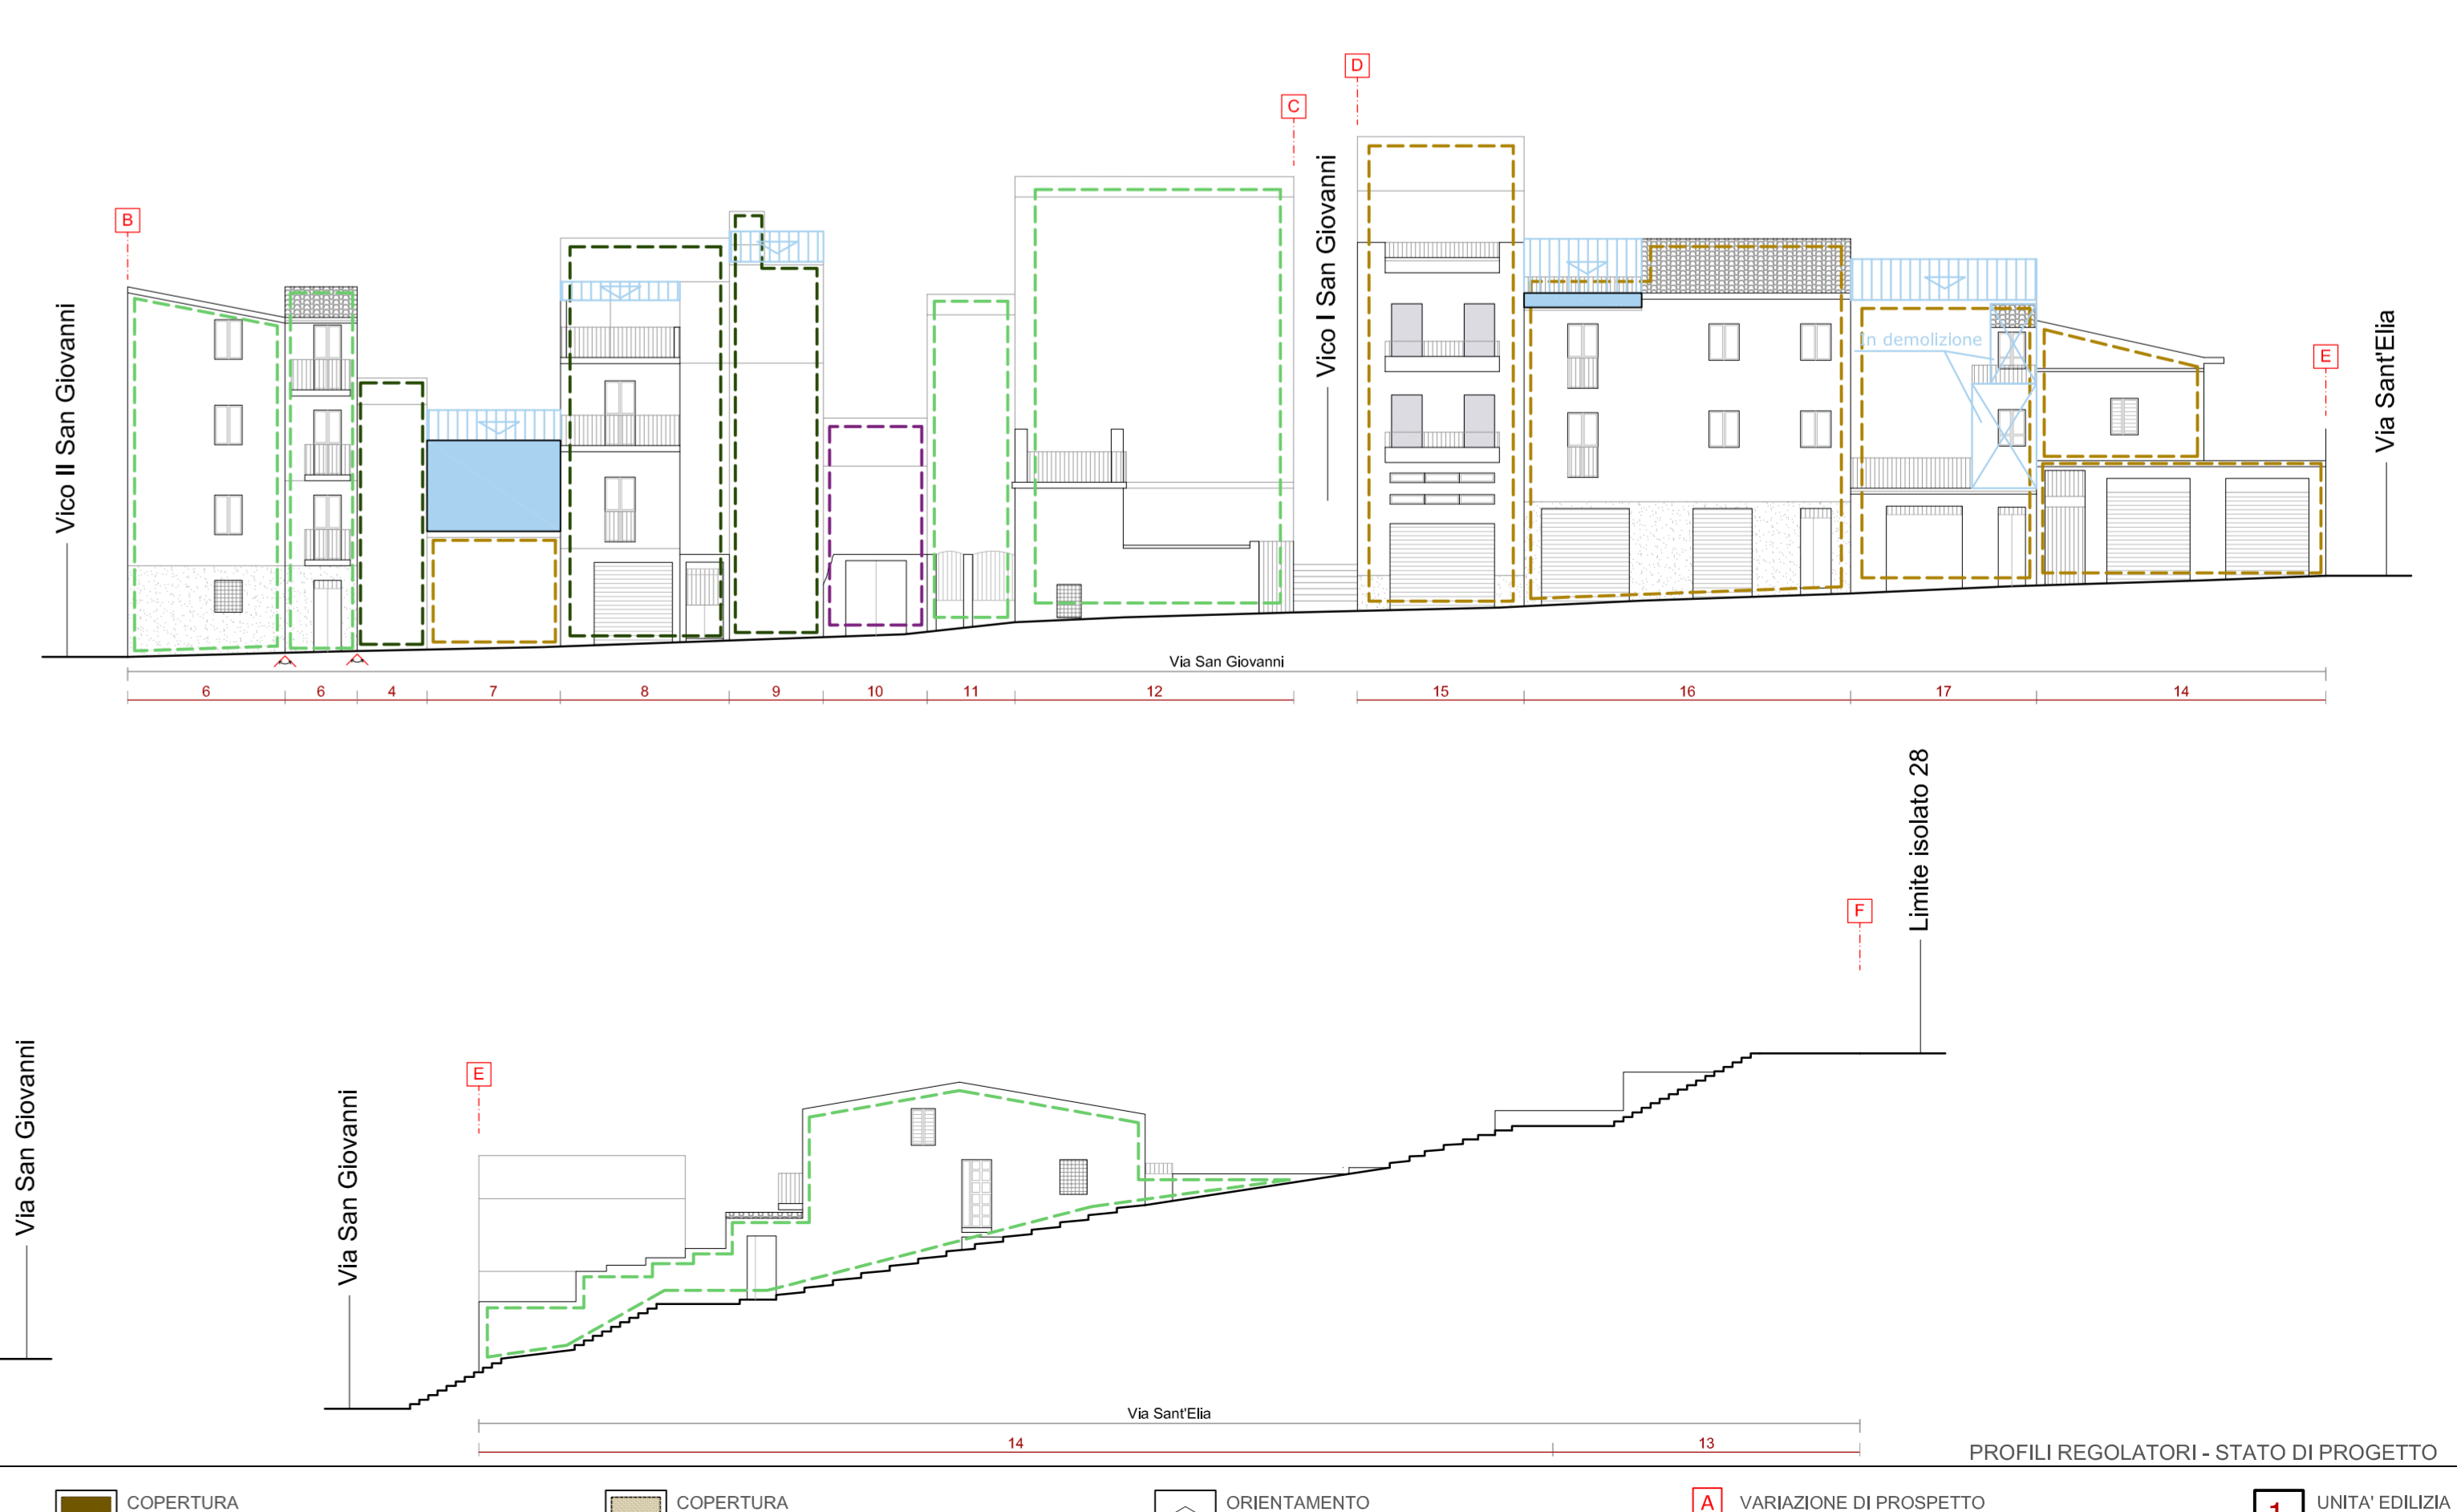 D
C
B
E
Vico II San Giovanni
Vico I San Giovanni
Via Sant'Elia
In demolizione
Via San Giovanni
6 6 4 7 8 9 10 11 12 15 16 17 14
Limite isolato 28
F
E
Via San Giovanni
Via San Giovanni
Via Sant'Elia
14 13
PROFILI REGOLATORI - STATO DI PROGETTO
COPERTURA
COPERTURA
ORIENTAMENTO
A VARIAZIONE DI PROSPETTO
1 UNITA' EDILIZIA